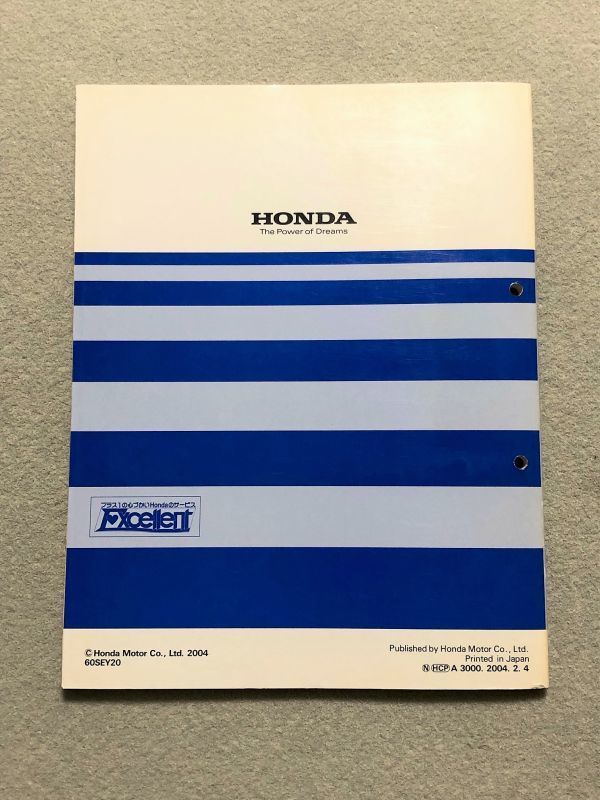 HONDA
The Power of Dreams
プラス1の心づかいHondaのサービス
Excellent
©Honda Motor Co., Ltd. 2004
60SEY20
Published by Honda Motor Co., Ltd.
Printed in Japan
Ⓝ HCP A 3000. 2004. 2. 4